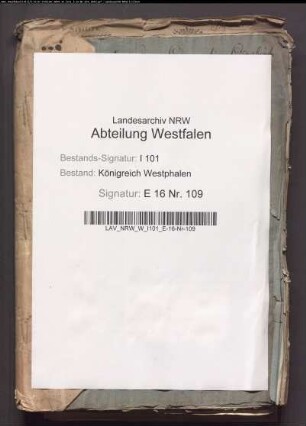 Landesarchiv NRW
Abteilung Westfalen
Bestands-Signatur: I 101
Bestand: Königreich Westphalen
Signatur: E 16 Nr. 109
LAV_NRW_W_I101_E-16-Nr-109